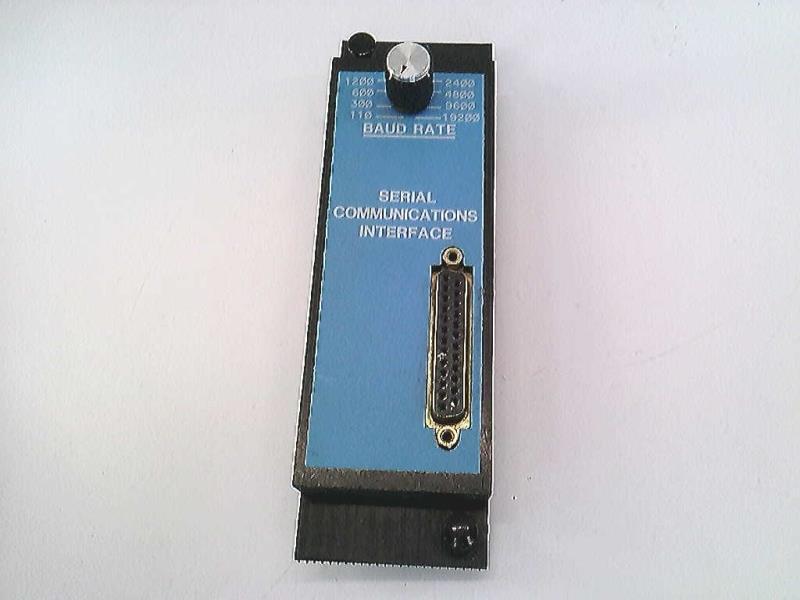 1200 2400
600 4800
300 9600
110 19200
BAUD RATE
SERIAL
COMMUNICATIONS
INTERFACE